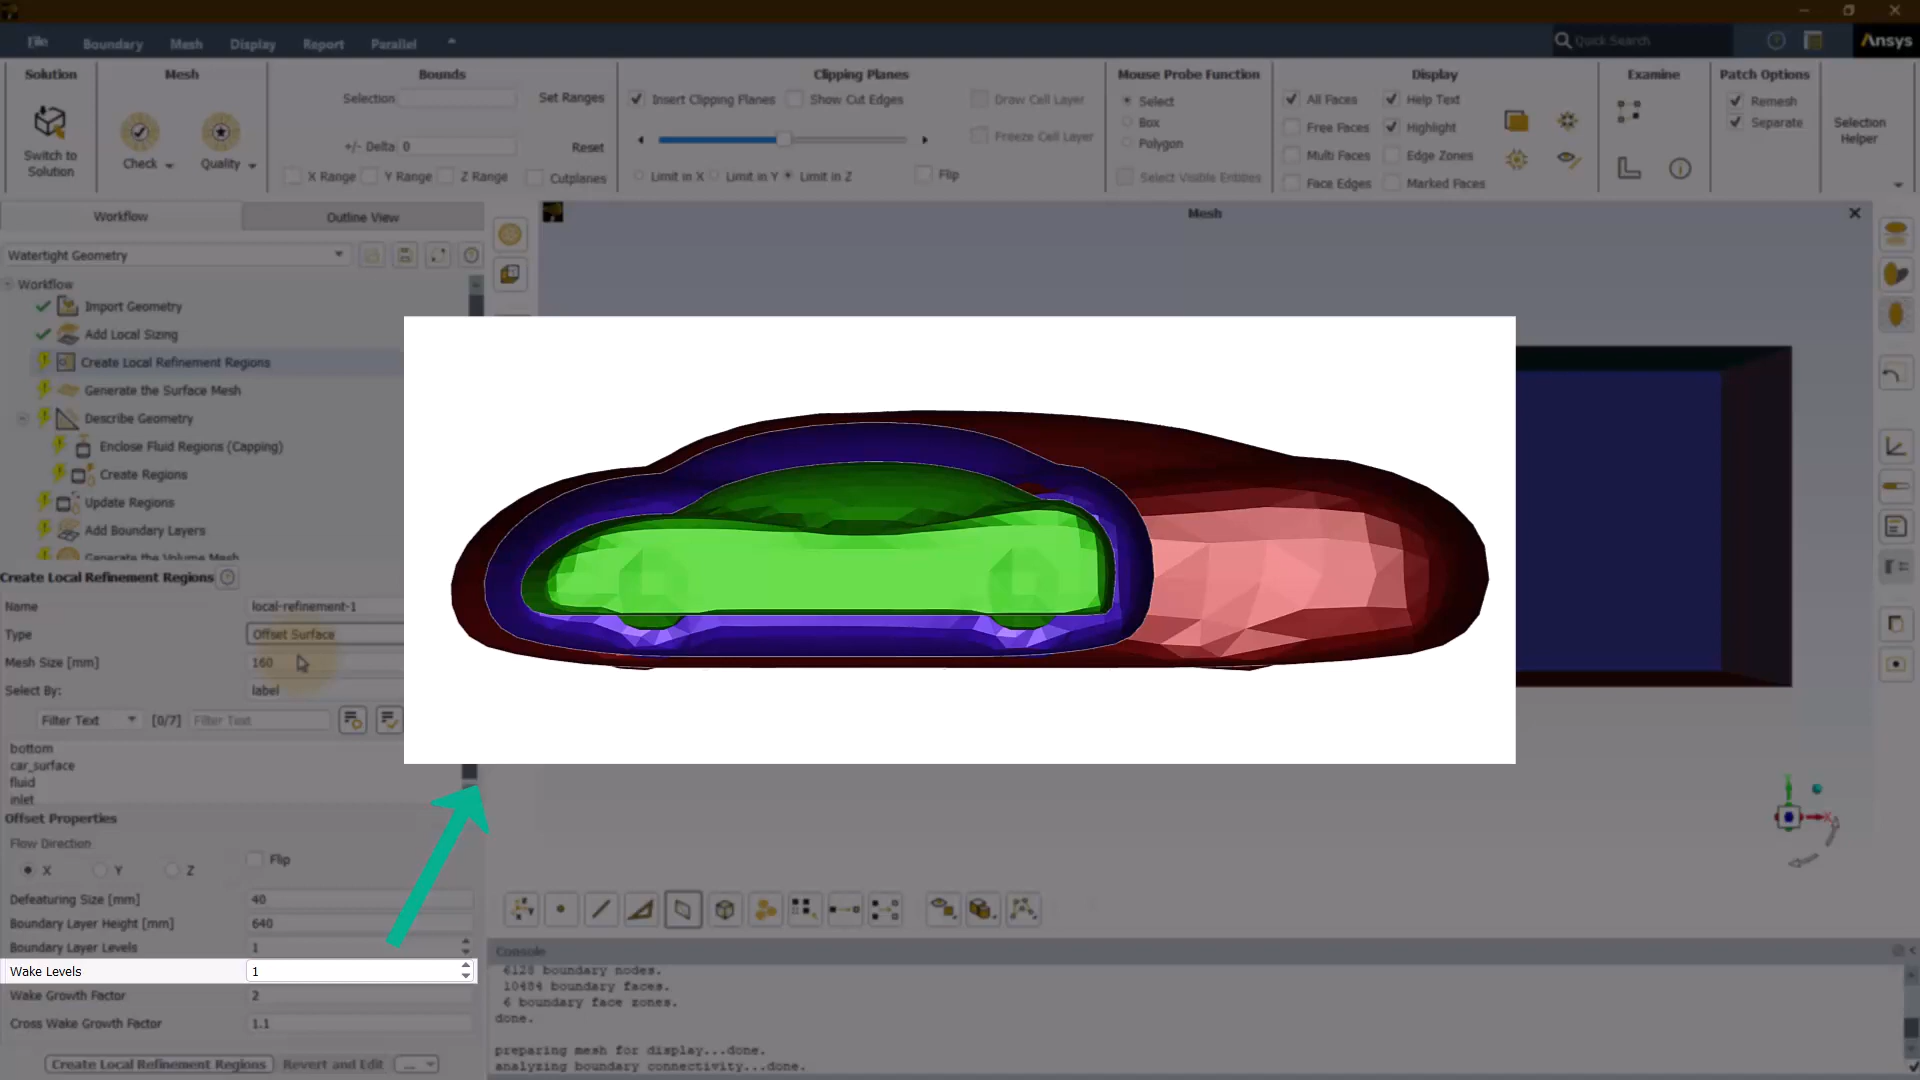 File Boundary Mesh Display Report Parallel Quick Search Ansys
Solution Mesh Bounds Clipping Planes Mouse Probe Function Display Examine Patch Options
Switch to
Solution
Check Quality
Selection Set Ranges
+/- Delta 0 Reset
X Range Y Range Z Range Cutplanes
Insert Clipping Planes Show Cut Edges Draw Cell Layer
Freeze Cell Layer
Limit in X Limit in Y Limit in Z Flip
Select
Box
Polygon
Select Visible Entities
All Faces Help Text
Free Faces Highlight
Multi Faces Edge Zones
Face Edges Marked Faces
Remesh
Separate
Selection
Helper
Workflow Outline View
Mesh
Watertight Geometry
Workflow
Import Geometry
Add Local Sizing
Create Local Refinement Regions
Generate the Surface Mesh
Describe Geometry
Enclose Fluid Regions (Capping)
Create Regions
Update Regions
Add Boundary Layers
Generate the Volume Mesh
Create Local Refinement Regions
Name local-refinement-1
Type Offset Surface
Mesh Size [mm] 160
Select By: label
Filter Text [0/7] Filter Text
bottom
car_surface
fluid
inlet
Offset Properties
Flow Direction
X Y Z Flip
Defeaturing Size [mm] 40
Boundary Layer Height [mm] 640
Boundary Layer Levels 1
Wake Levels 1
Wake Growth Factor 2
Cross Wake Growth Factor 1.1
Create Local Refinement Regions Revert and Edit ...
Y
X
Console
6128 boundary nodes.
10484 boundary faces.
6 boundary face zones.
done.
preparing mesh for display...done.
analyzing boundary connectivity...done.